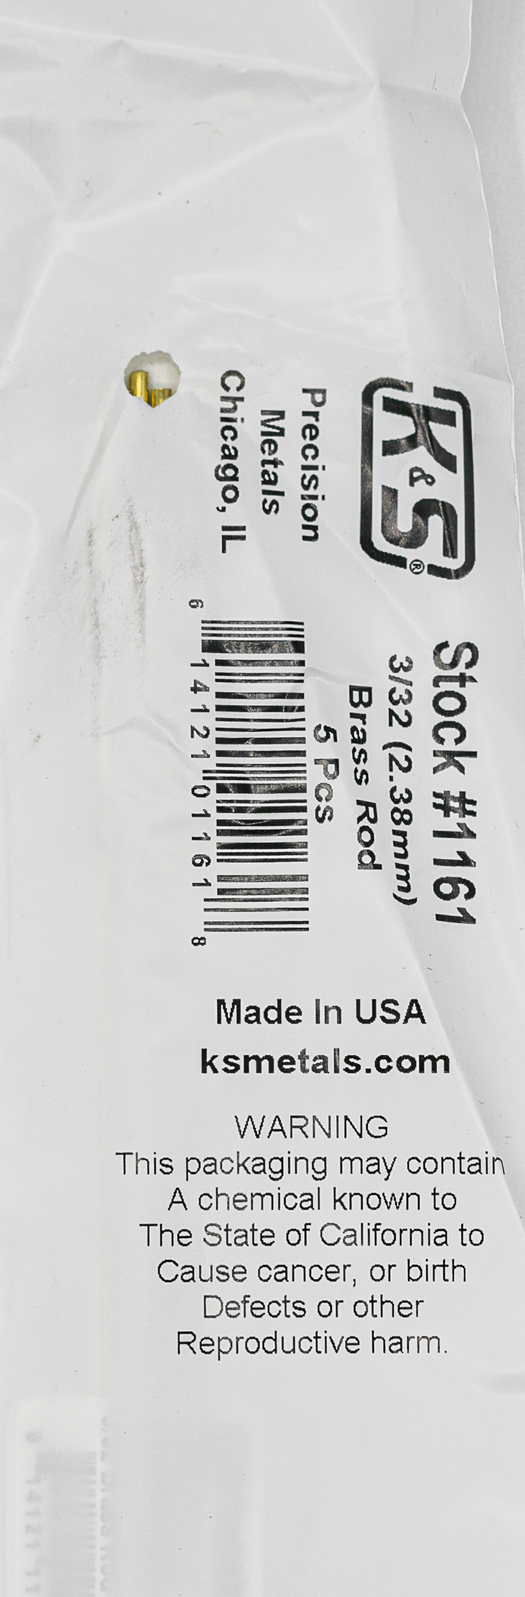 K&S®
Precision
Metals
Chicago, IL
Stock #1161
3/32 (2.38mm)
Brass Rod
5 Pcs
6 14121 01161 8
Made In USA
ksmetals.com
WARNING
This packaging may contain
A chemical known to
The State of California to
Cause cancer, or birth
Defects or other
Reproductive harm.